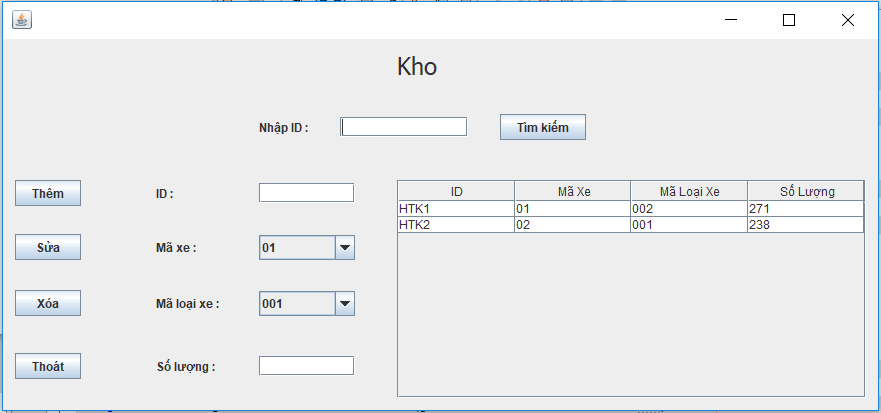 Kho
Nhập ID :
Tìm kiếm
Thêm
ID :
Sửa
Mã xe :
01
Xóa
Mã loại xe :
001
Thoát
Số lượng :
ID Mã Xe Mã Loại Xe Số Lượng
HTK1 01 002 271
HTK2 02 001 238